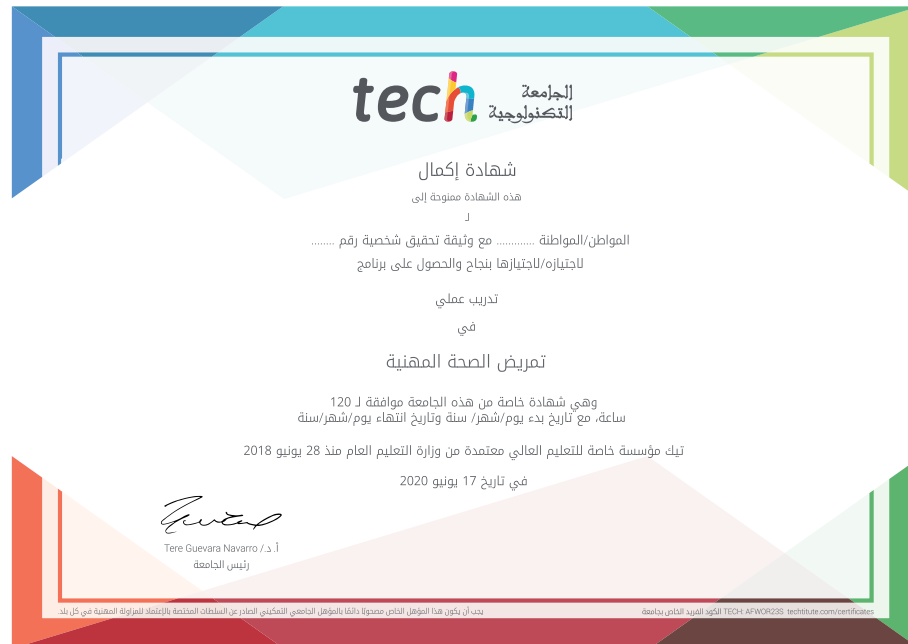 tech الجامعة
التكنولوجية
شهادة إكمال
هذه الشهادة ممنوحة إلى
لـ
المواطن/المواطنة ............. مع وثيقة تحقيق شخصية رقم ........
لاجتيازه/لاجتيازها بنجاح والحصول على برنامج
تدريب عملي
في
تمريض الصحة المهنية
وهي شهادة خاصة من هذه الجامعة موافقة لـ 120
ساعة، مع تاريخ بدء يوم/شهر/ سنة وتاريخ انتهاء يوم/شهر/سنة
تيك مؤسسة خاصة للتعليم العالي معتمدة من وزارة التعليم العام منذ 28 يونيو 2018
في تاريخ 17 يونيو 2020
أ.د./ Tere Guevara Navarro
رئيس الجامعة
يجب أن يكون هذا المؤهل الخاص مصحوبًا دائمًا بالمؤهل الجامعي التمكيني الصادر عن السلطات المختصة بالإعتماد للمزاولة المهنية في كل بلد.
الكود الفريد الخاص بجامعة TECH: AFWOR23S techtitute.com/certificates